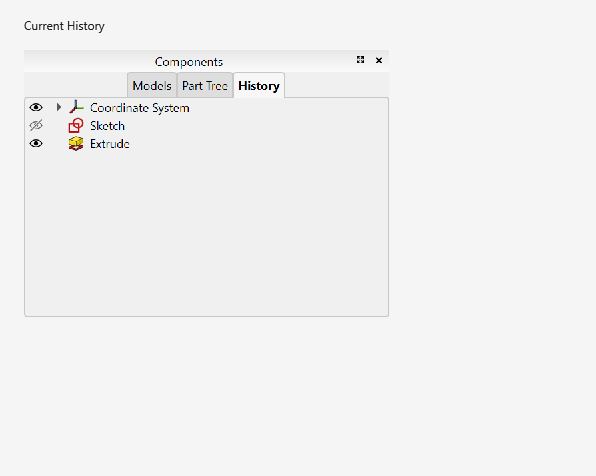 Current History
Components
Models Part Tree History
Coordinate System
Sketch
Extrude